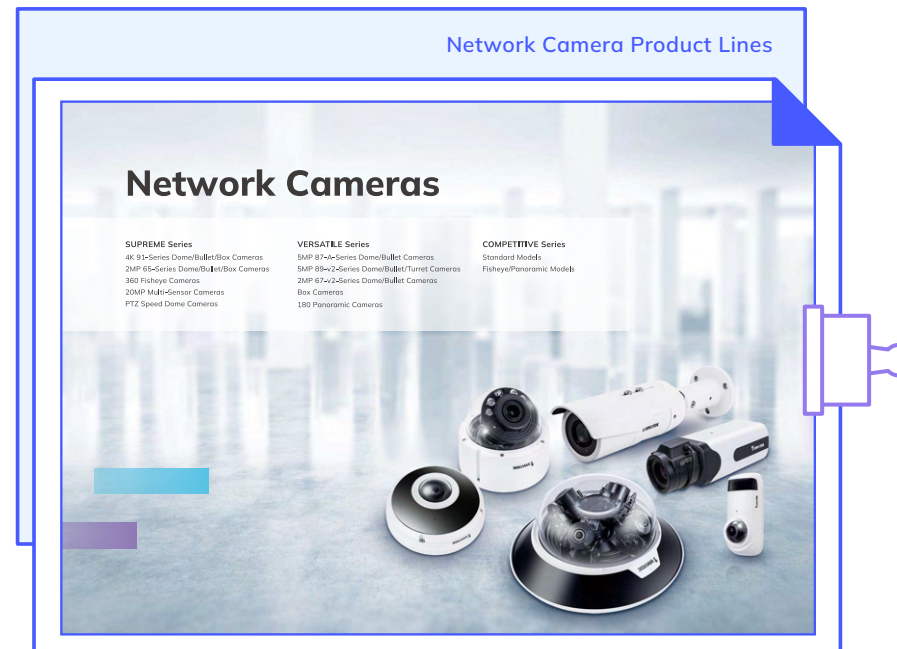 Network Camera Product Lines
Network Cameras
SUPREME Series
4K 91-Series Dome/Bullet/Box Cameras
2MP 65-Series Dome/Bullet/Box Cameras
360 Fisheye Cameras
20MP Multi-Sensor Cameras
PTZ Speed Dome Cameras
VERSATILE Series
5MP 87-A-Series Dome/Bullet Cameras
5MP 89-v2-Series Dome/Bullet/Turret Cameras
2MP 67-v2-Series Dome/Bullet Cameras
Box Cameras
180 Panoramic Cameras
COMPETITIVE Series
Standard Models
Fisheye/Panoramic Models